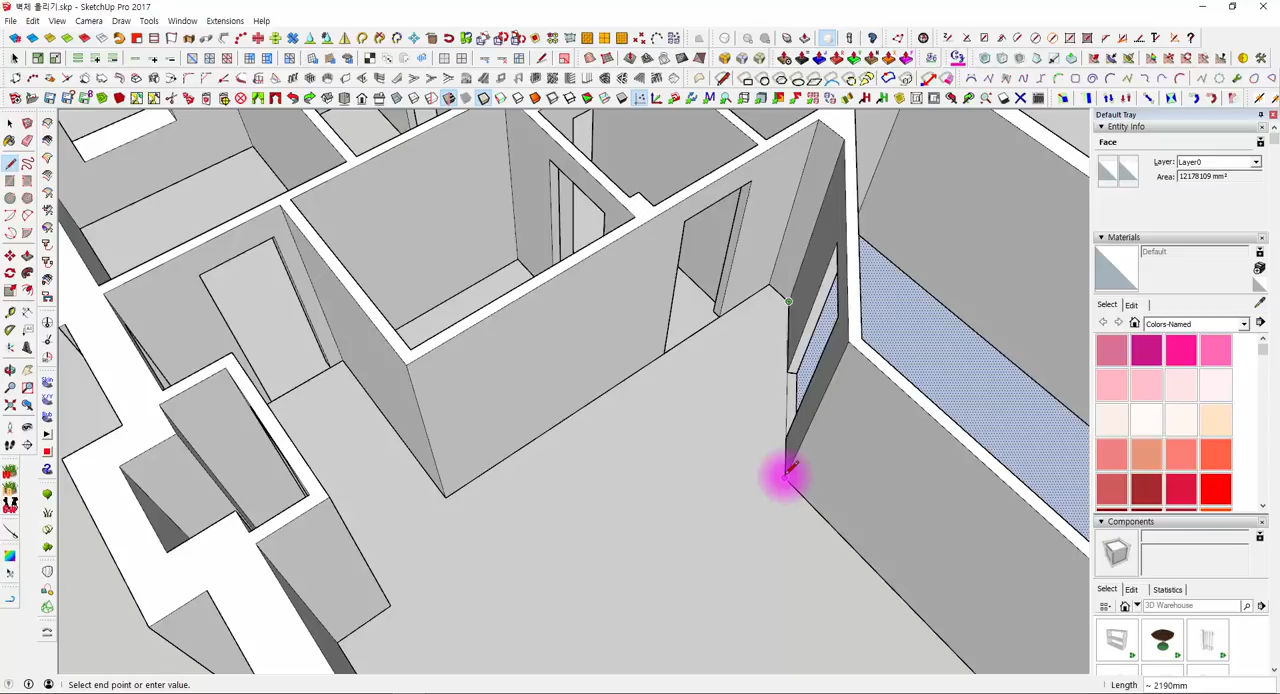 벽체 올리기.skp - SketchUp Pro 2017
File Edit View Camera Draw Tools Window Extensions Help
Default Tray
Entity Info
Face
Layer: Layer0
Area: 12178109 mm²
Materials
Default
Select Edit
Colors-Named
Components
Select Edit Statistics
3D Warehouse
Select end point or enter value.
Length ~ 2190mm